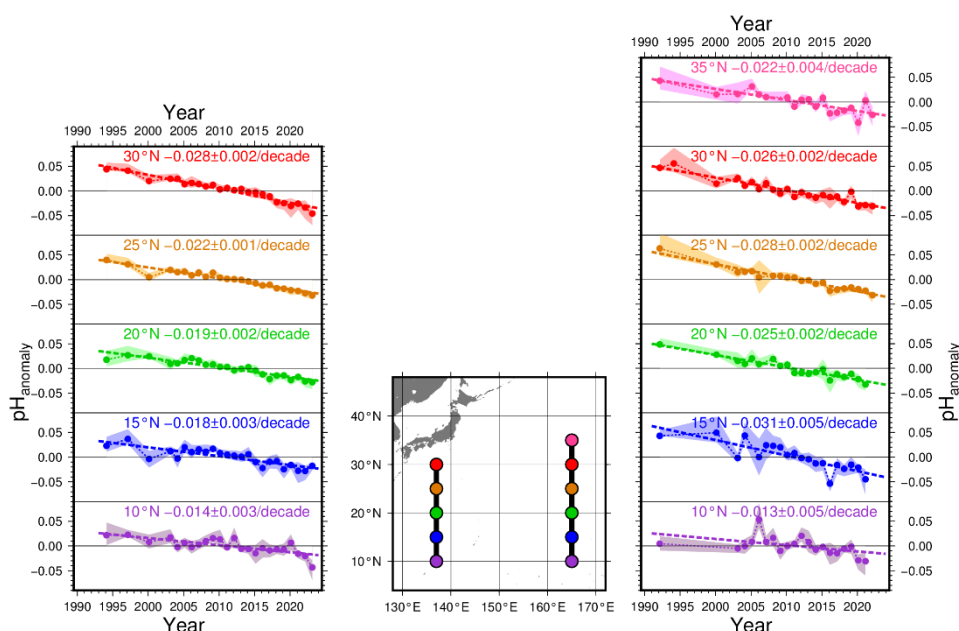 Year
1990 1995 2000 2005 2010 2015 2020
30°N −0.028±0.002/decade
0.05
0.00
−0.05
25°N −0.022±0.001/decade
0.05
0.00
−0.05
20°N −0.019±0.002/decade
0.05
0.00
−0.05
15°N −0.018±0.003/decade
0.05
0.00
−0.05
10°N −0.014±0.003/decade
0.05
0.00
−0.05
pHanomaly
1990 1995 2000 2005 2010 2015 2020
Year
40°N
30°N
20°N
10°N
130°E 140°E 150°E 160°E 170°E
Year
1990 1995 2000 2005 2010 2015 2020
35°N −0.022±0.004/decade
0.05
0.00
−0.05
30°N −0.026±0.002/decade
0.05
0.00
−0.05
25°N −0.028±0.002/decade
0.05
0.00
−0.05
20°N −0.025±0.002/decade
0.05
0.00
−0.05
15°N −0.031±0.005/decade
0.05
0.00
−0.05
10°N −0.013±0.005/decade
0.05
0.00
−0.05
pHanomaly
1990 1995 2000 2005 2010 2015 2020
Year